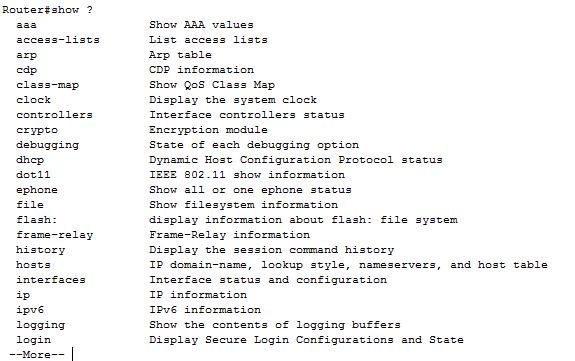 Router#show ?
  aaa               Show AAA values
  access-lists      List access lists
  arp               Arp table
  cdp               CDP information
  class-map         Show QoS Class Map
  clock             Display the system clock
  controllers       Interface controllers status
  crypto            Encryption module
  debugging         State of each debugging option
  dhcp              Dynamic Host Configuration Protocol status
  dot11             IEEE 802.11 show information
  ephone            Show all or one ephone status
  file              Show filesystem information
  flash:            display information about flash: file system
  frame-relay       Frame-Relay information
  history           Display the session command history
  hosts             IP domain-name, lookup style, nameservers, and host table
  interfaces        Interface status and configuration
  ip                IP information
  ipv6              IPv6 information
  logging           Show the contents of logging buffers
  login             Display Secure Login Configurations and State
 --More--